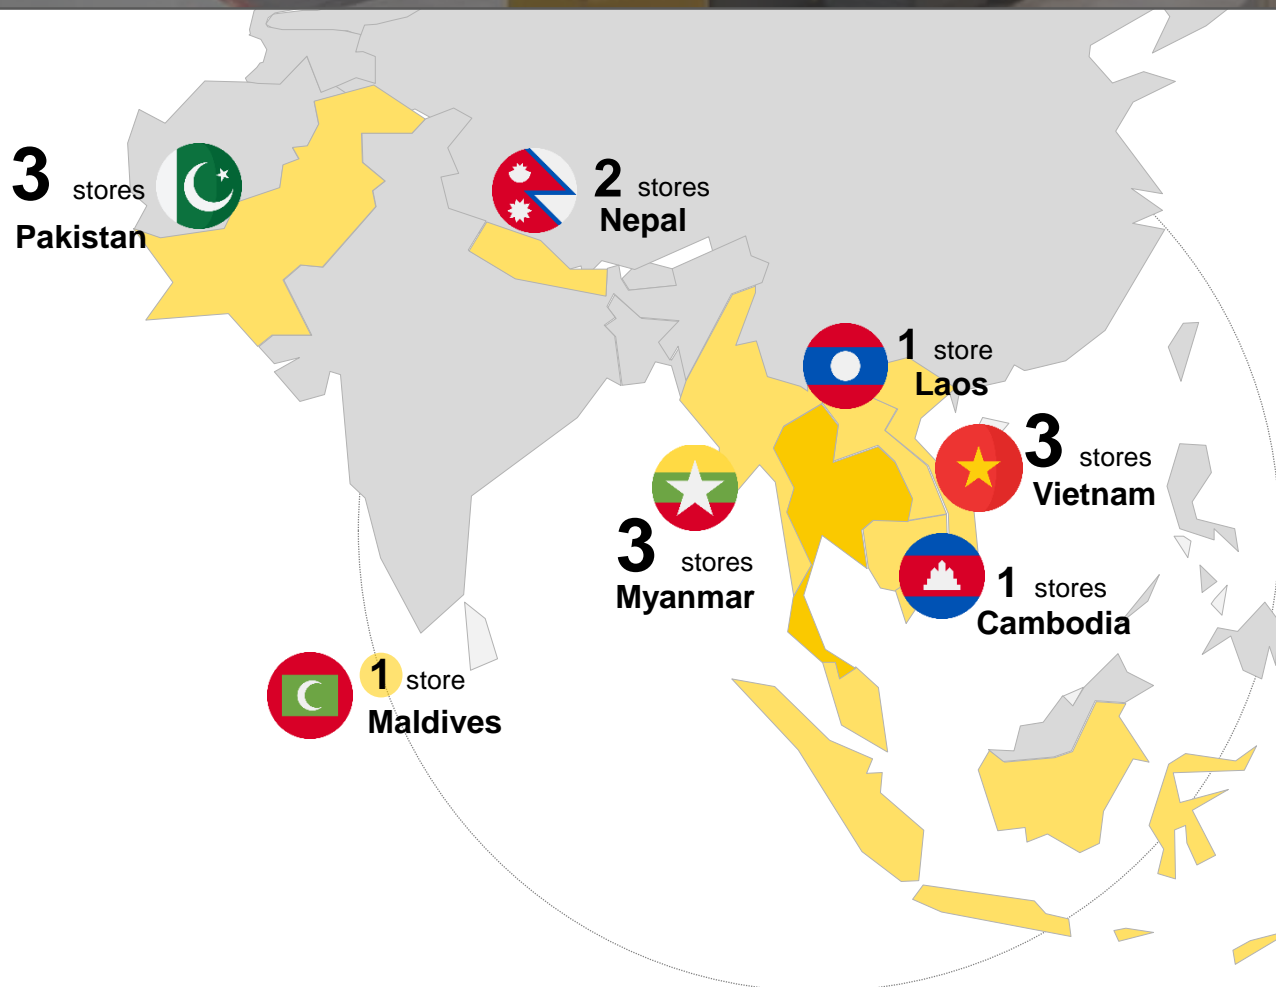 3 stores
Pakistan
2 stores
Nepal
1 store
Laos
3 stores
Vietnam
3 stores
Myanmar
1 stores
Cambodia
1 store
Maldives